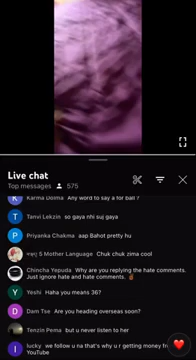 Live chat
Top messages 575
Karma Dolma Any word to say a for ball ?
Tanvi Lekzin so gaya nhi suj gaya
Priyanka Chakma aap Bahot pretty hu
S Mother Language Chuk chuk zima cool
Chincha Yepuda Why are you replying the hate comments.
Just ignore hate and hate comments. ✌🏾
Yeshi Haha you means 36?
Dam Tse Are you heading overseas soon?
Tenzin Pema but u never listen to her
lucky we follow u na that's why u r getting money fr
YouTube